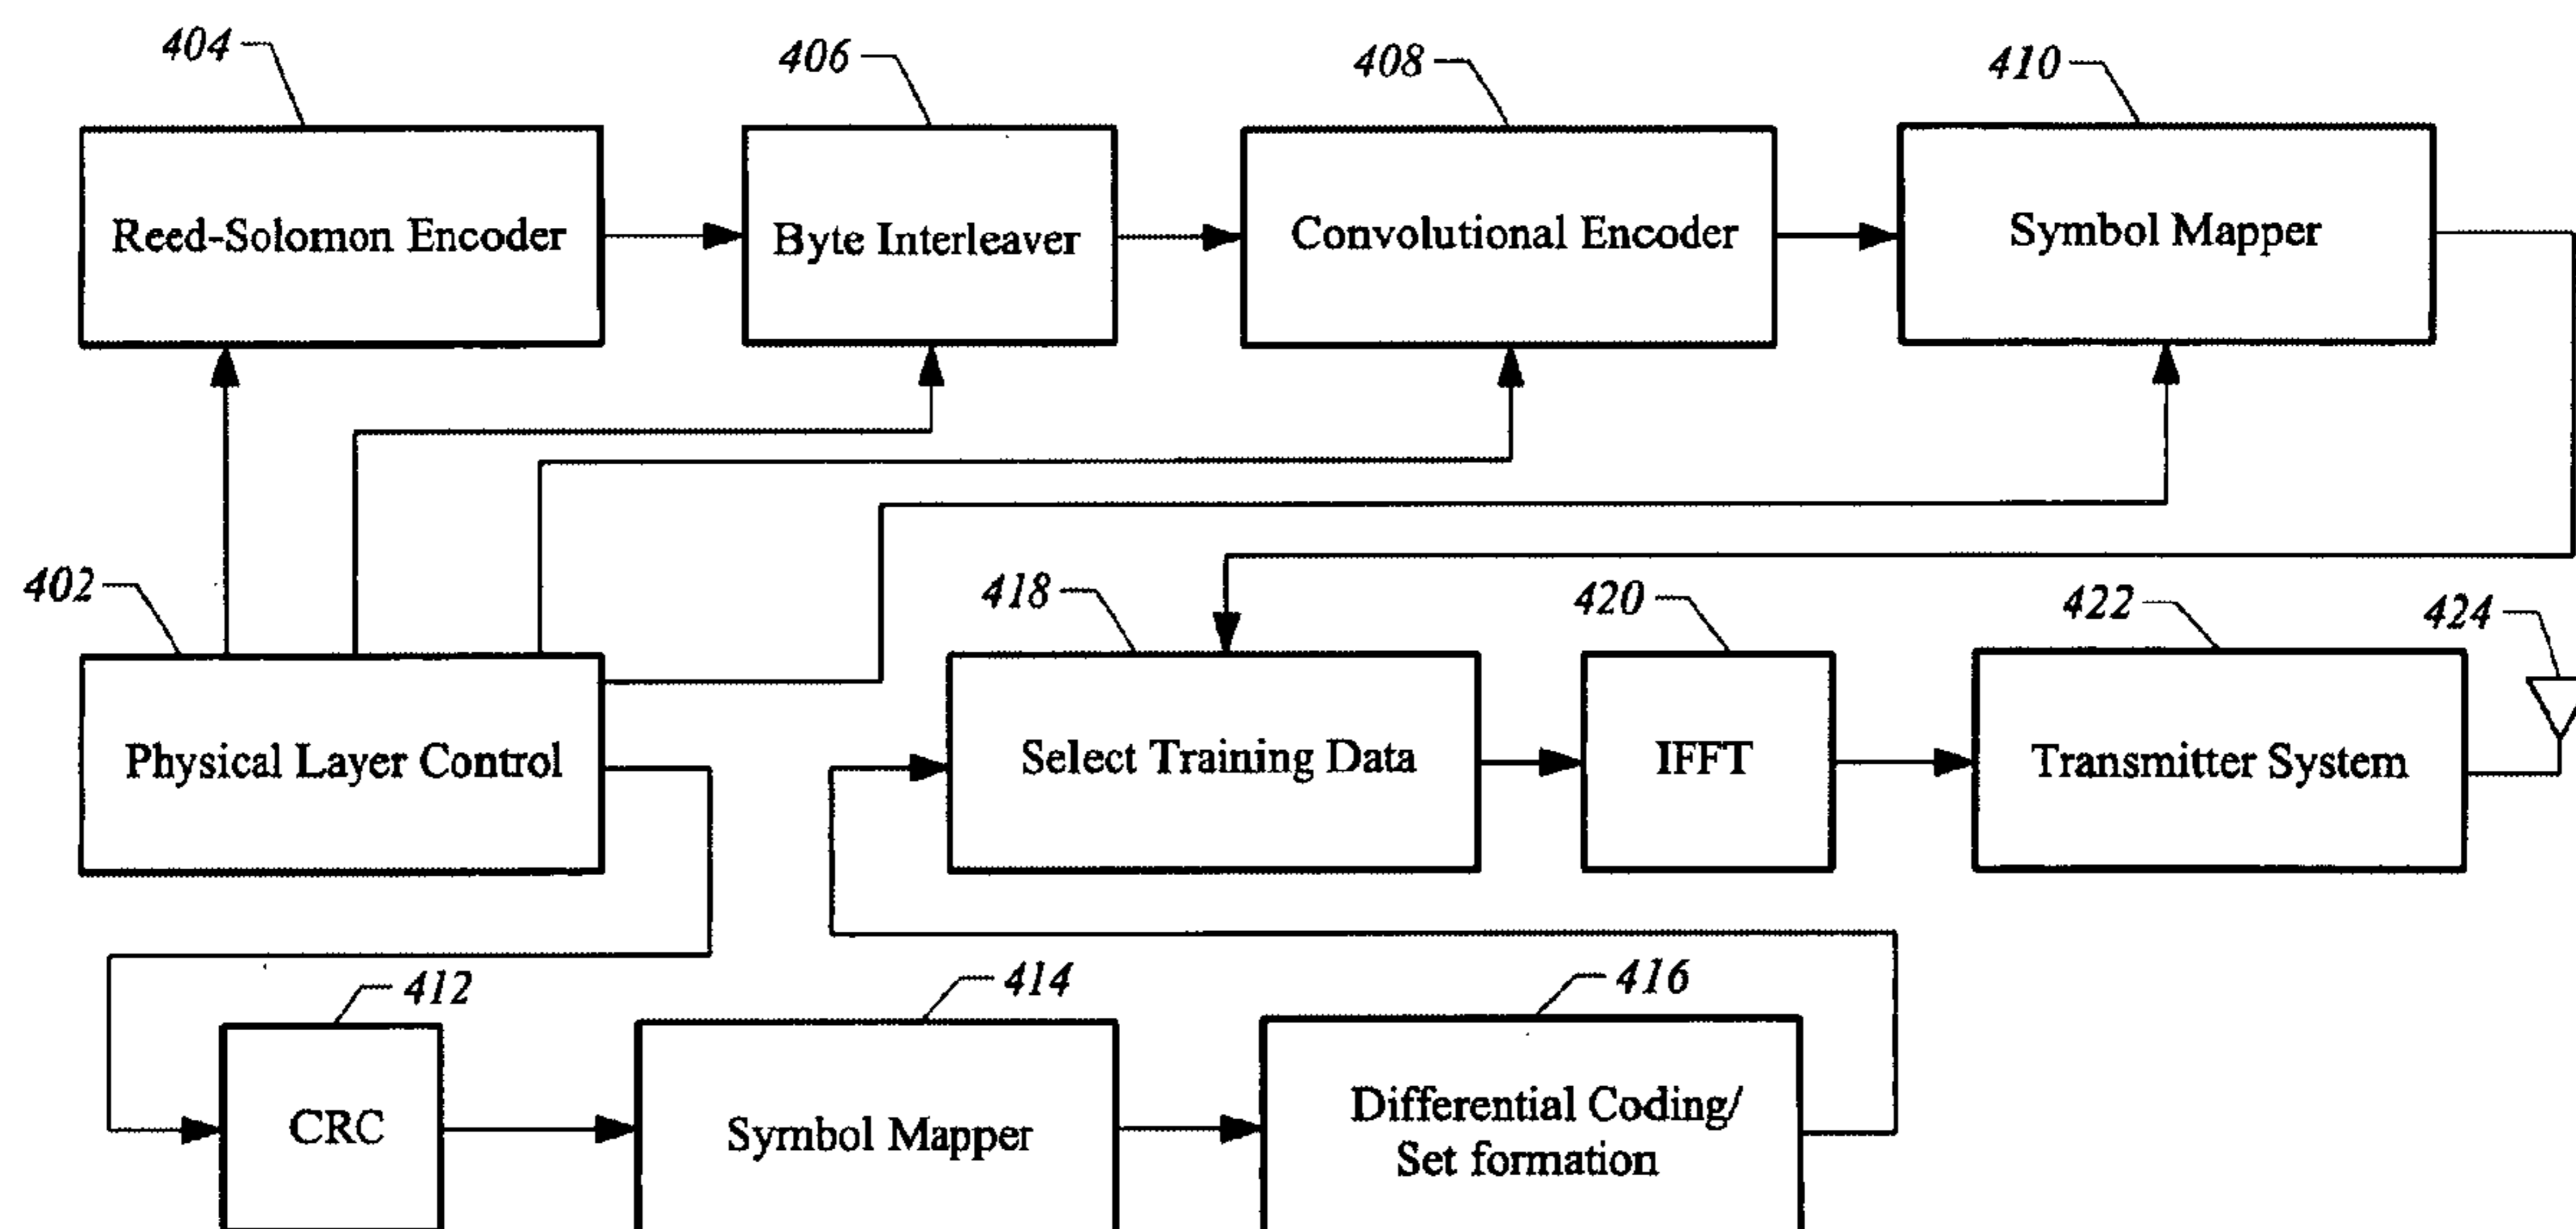 404
406
408
410
Reed-Solomon Encoder
Byte Interleaver
Convolutional Encoder
Symbol Mapper
402
418
420
422
424
Physical Layer Control
Select Training Data
IFFT
Transmitter System
412
414
416
CRC
Symbol Mapper
Differential Coding/
Set formation